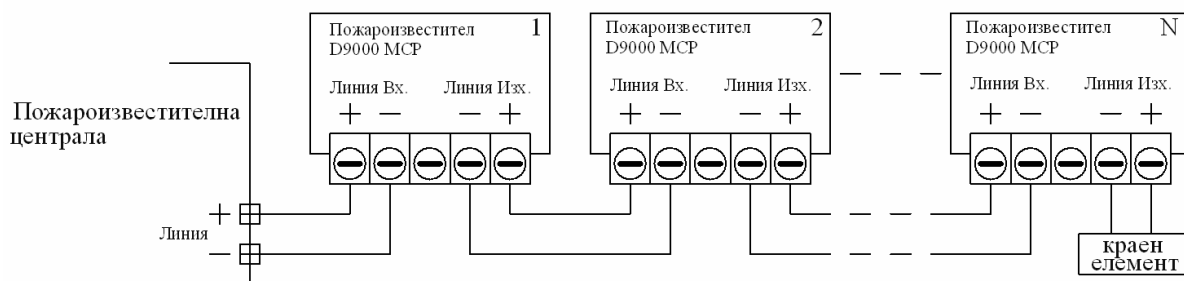 Пожароизвестител 1
D9000 MCP
Линия Вх. Линия Изх.
+ − − +
Пожароизвестител 2
D9000 MCP
Линия Вх. Линия Изх.
+ − − +
Пожароизвестител N
D9000 MCP
Линия Вх. Линия Изх.
+ − − +
Пожароизвестителна
централа
+
Линия
−
краен
елемент